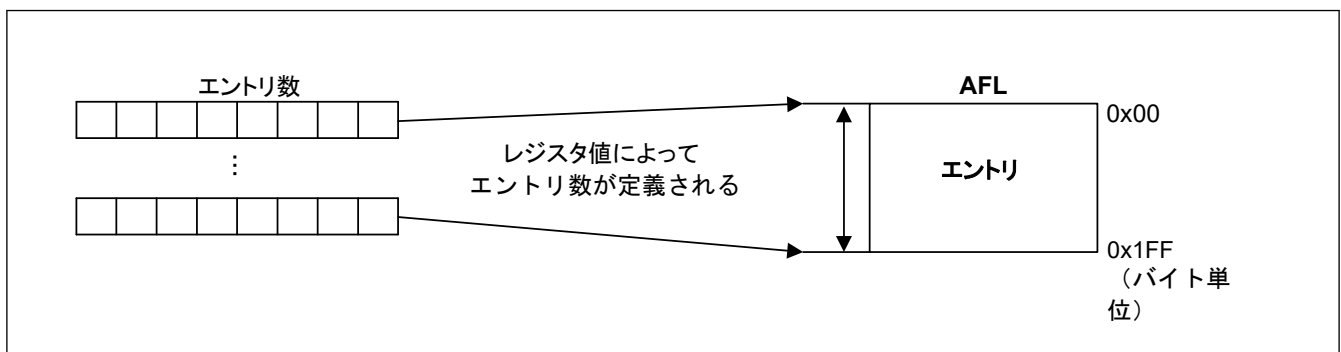 エントリ数
AFL
0x00
レジスタ値によって
エントリ数が定義される
エントリ
⋮
0x1FF
（バイト単
位）